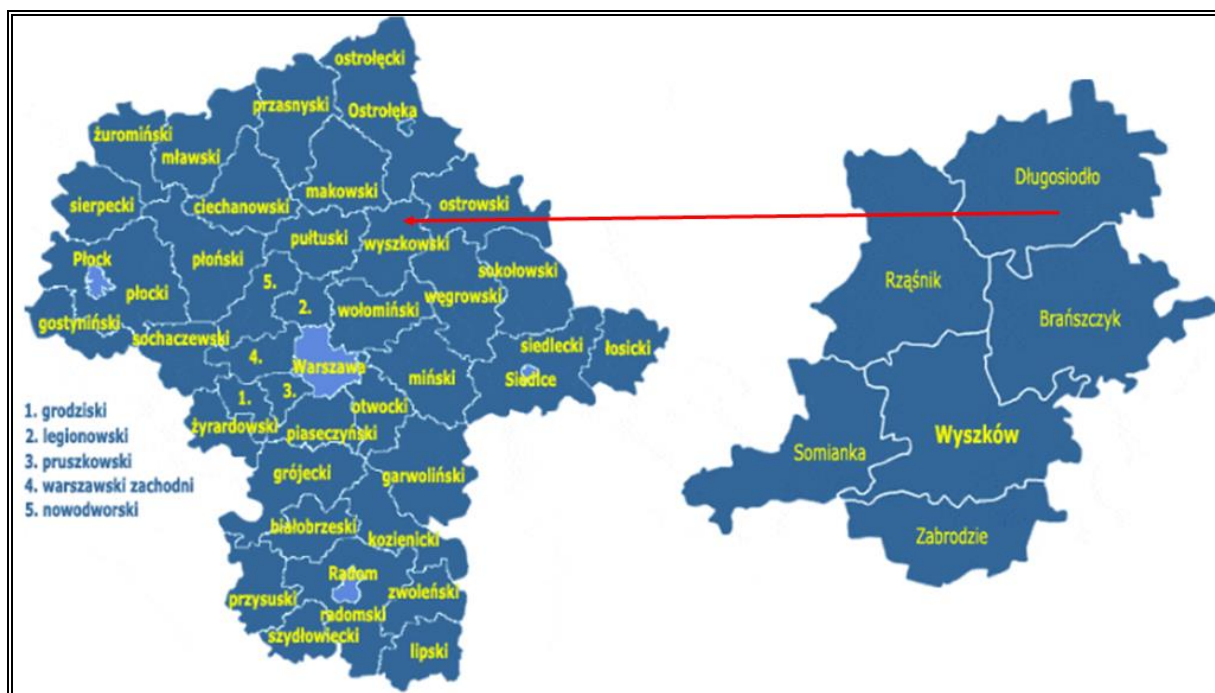 ostrołęcki
przasnyski
Ostrołęka
żuromiński
mławski
makowski
sierpecki
ciechanowski
ostrowski
pułtuski
wyszkowski
Płock
płoński
sokołowski
płocki
5.
węgrowski
2.
wołomiński
gostyniński
sochaczewski
siedlecki
łosicki
4.
Warszawa
miński
Siedlce
1.
3.
otwocki
żyrardowski
piaseczyński
grójecki
garwoliński
białobrzeski
kozienicki
Radom
przysuski
zwoleński
radomski
szydłowiecki
lipski
1. grodziski
2. legionowski
3. pruszkowski
4. warszawski zachodni
5. nowodworski
Długosiodło
Rząśnik
Brańszczyk
Wyszków
Somianka
Zabrodzie